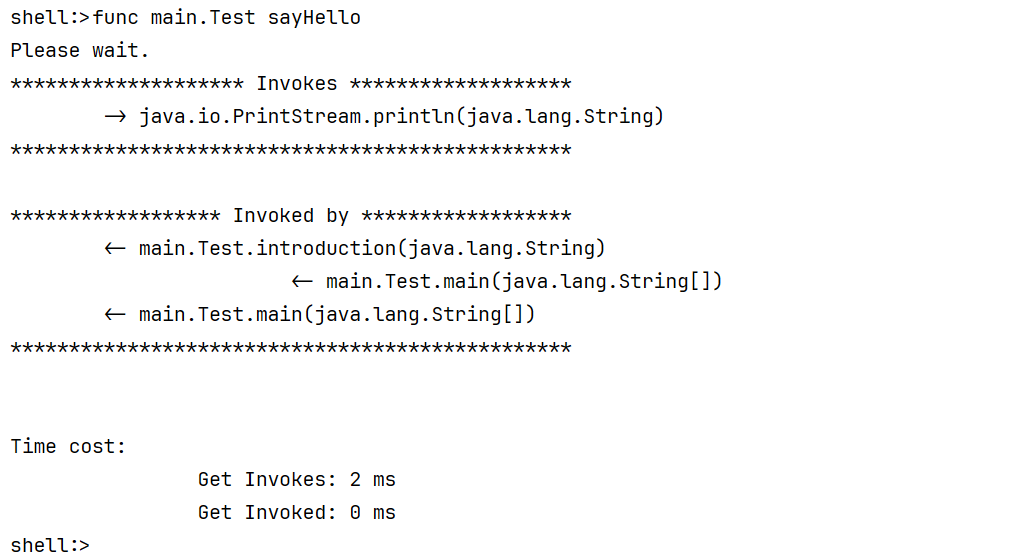 shell:>func main.Test sayHello
Please wait.
******************** Invokes *******************
→ java.io.PrintStream.println(java.lang.String)
************************************************
****************** Invoked by ******************
← main.Test.introduction(java.lang.String)
← main.Test.main(java.lang.String[])
← main.Test.main(java.lang.String[])
************************************************
Time cost:
Get Invokes: 2 ms
Get Invoked: 0 ms
shell:>